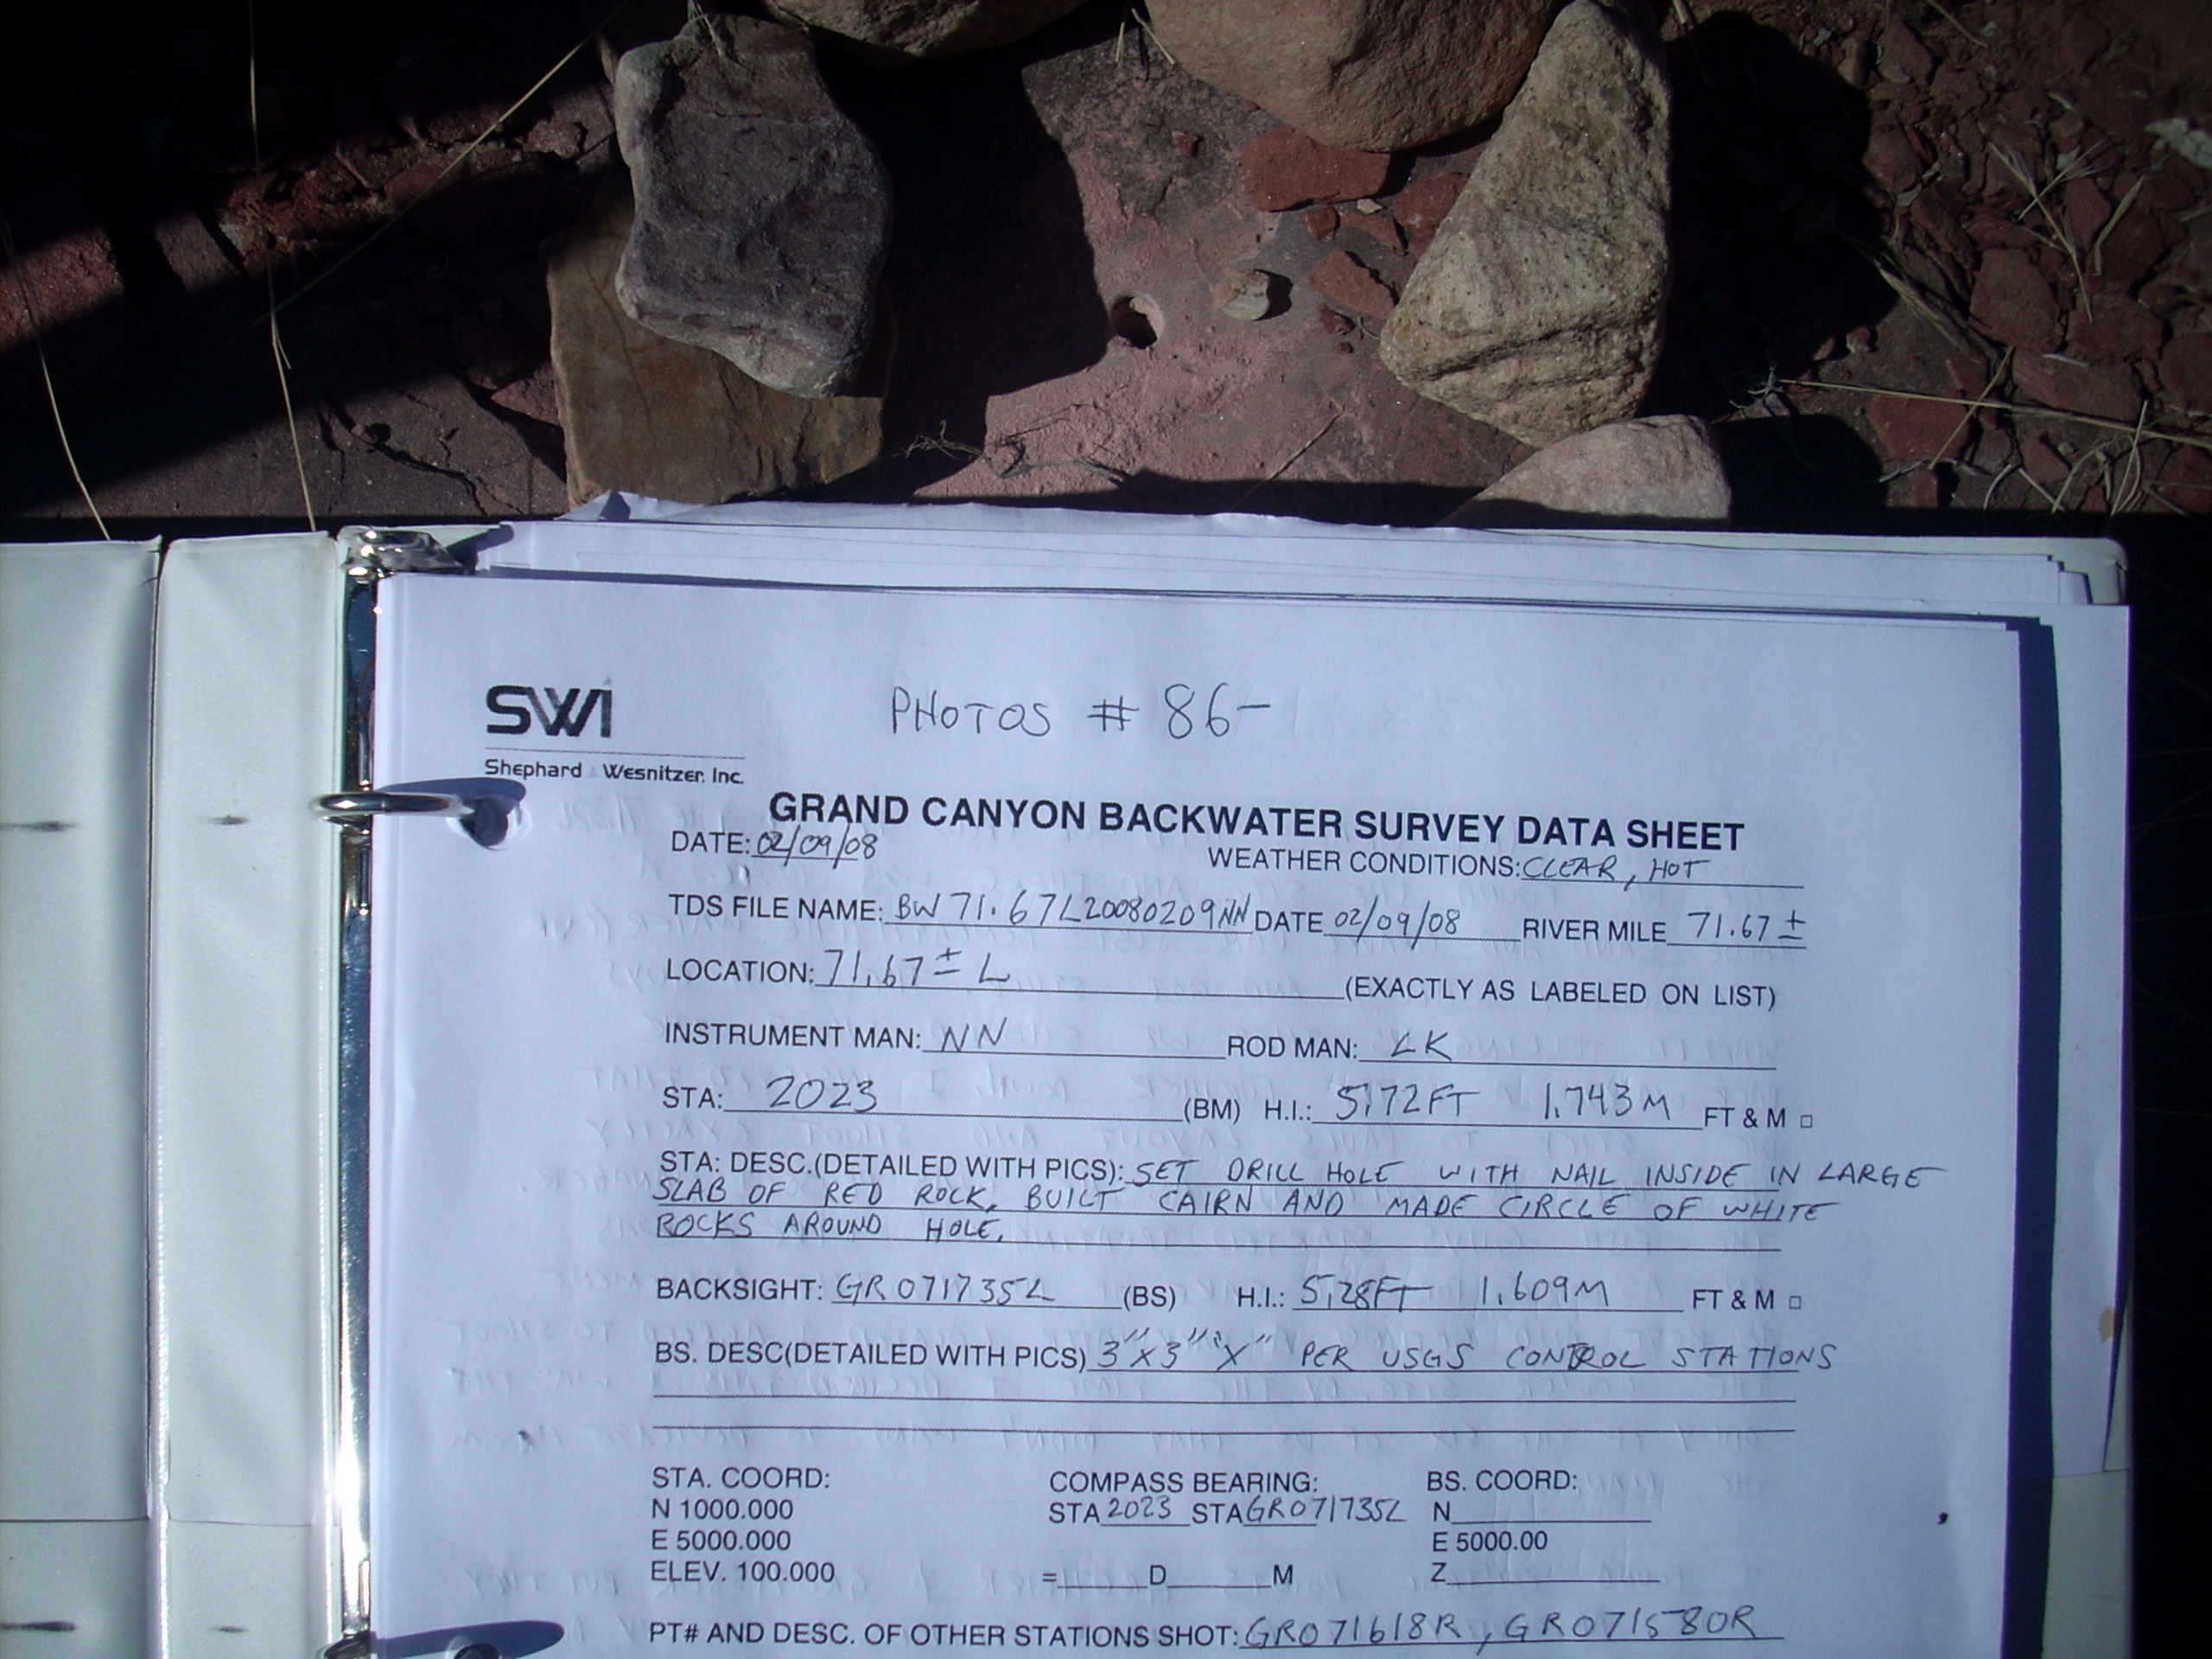 PHOTOS # 86-
SWI
Shephard Wesnitzer, Inc.
GRAND CANYON BACKWATER SURVEY DATA SHEET
DATE: 02/09/08 WEATHER CONDITIONS: CLEAR, HOT
TDS FILE NAME: BW71.67L20080209NN DATE 02/09/08 RIVER MILE 71.67 ±
LOCATION: 71.67 ± L (EXACTLY AS LABELED ON LIST)
INSTRUMENT MAN: NN ROD MAN: LK
STA: 2023 (BM) H.I.: 5.72FT 1.743M FT & M □
STA: DESC.(DETAILED WITH PICS): SET DRILL HOLE WITH NAIL INSIDE IN LARGE
SLAB OF RED ROCK. BUILT CAIRN AND MADE CIRCLE OF WHITE
ROCKS AROUND HOLE.
BACKSIGHT: GR071735L (BS) H.I.: 5.28FT 1.609M FT & M □
BS. DESC(DETAILED WITH PICS) 3"X3" "X" PER USGS CONTROL STATIONS
STA. COORD: COMPASS BEARING: BS. COORD:
N 1000.000 STA 2023 STA GR071735L N
E 5000.000 E 5000.00
ELEV. 100.000 = D M Z
PT# AND DESC. OF OTHER STATIONS SHOT: GR071618R, GR071580R